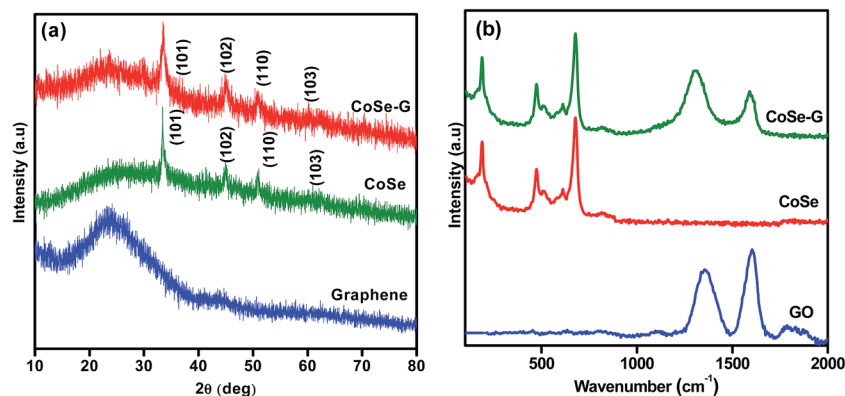 (a)
(101)
(102)
(110)
(103)
CoSe-G
(101)
(102)
(110)
(103)
CoSe
Graphene
Intensity (a.u)
10 20 30 40 50 60 70 80
2θ (deg)
(b)
CoSe-G
CoSe
GO
Intensity (a.u)
500 1000 1500 2000
Wavenumber (cm⁻¹)